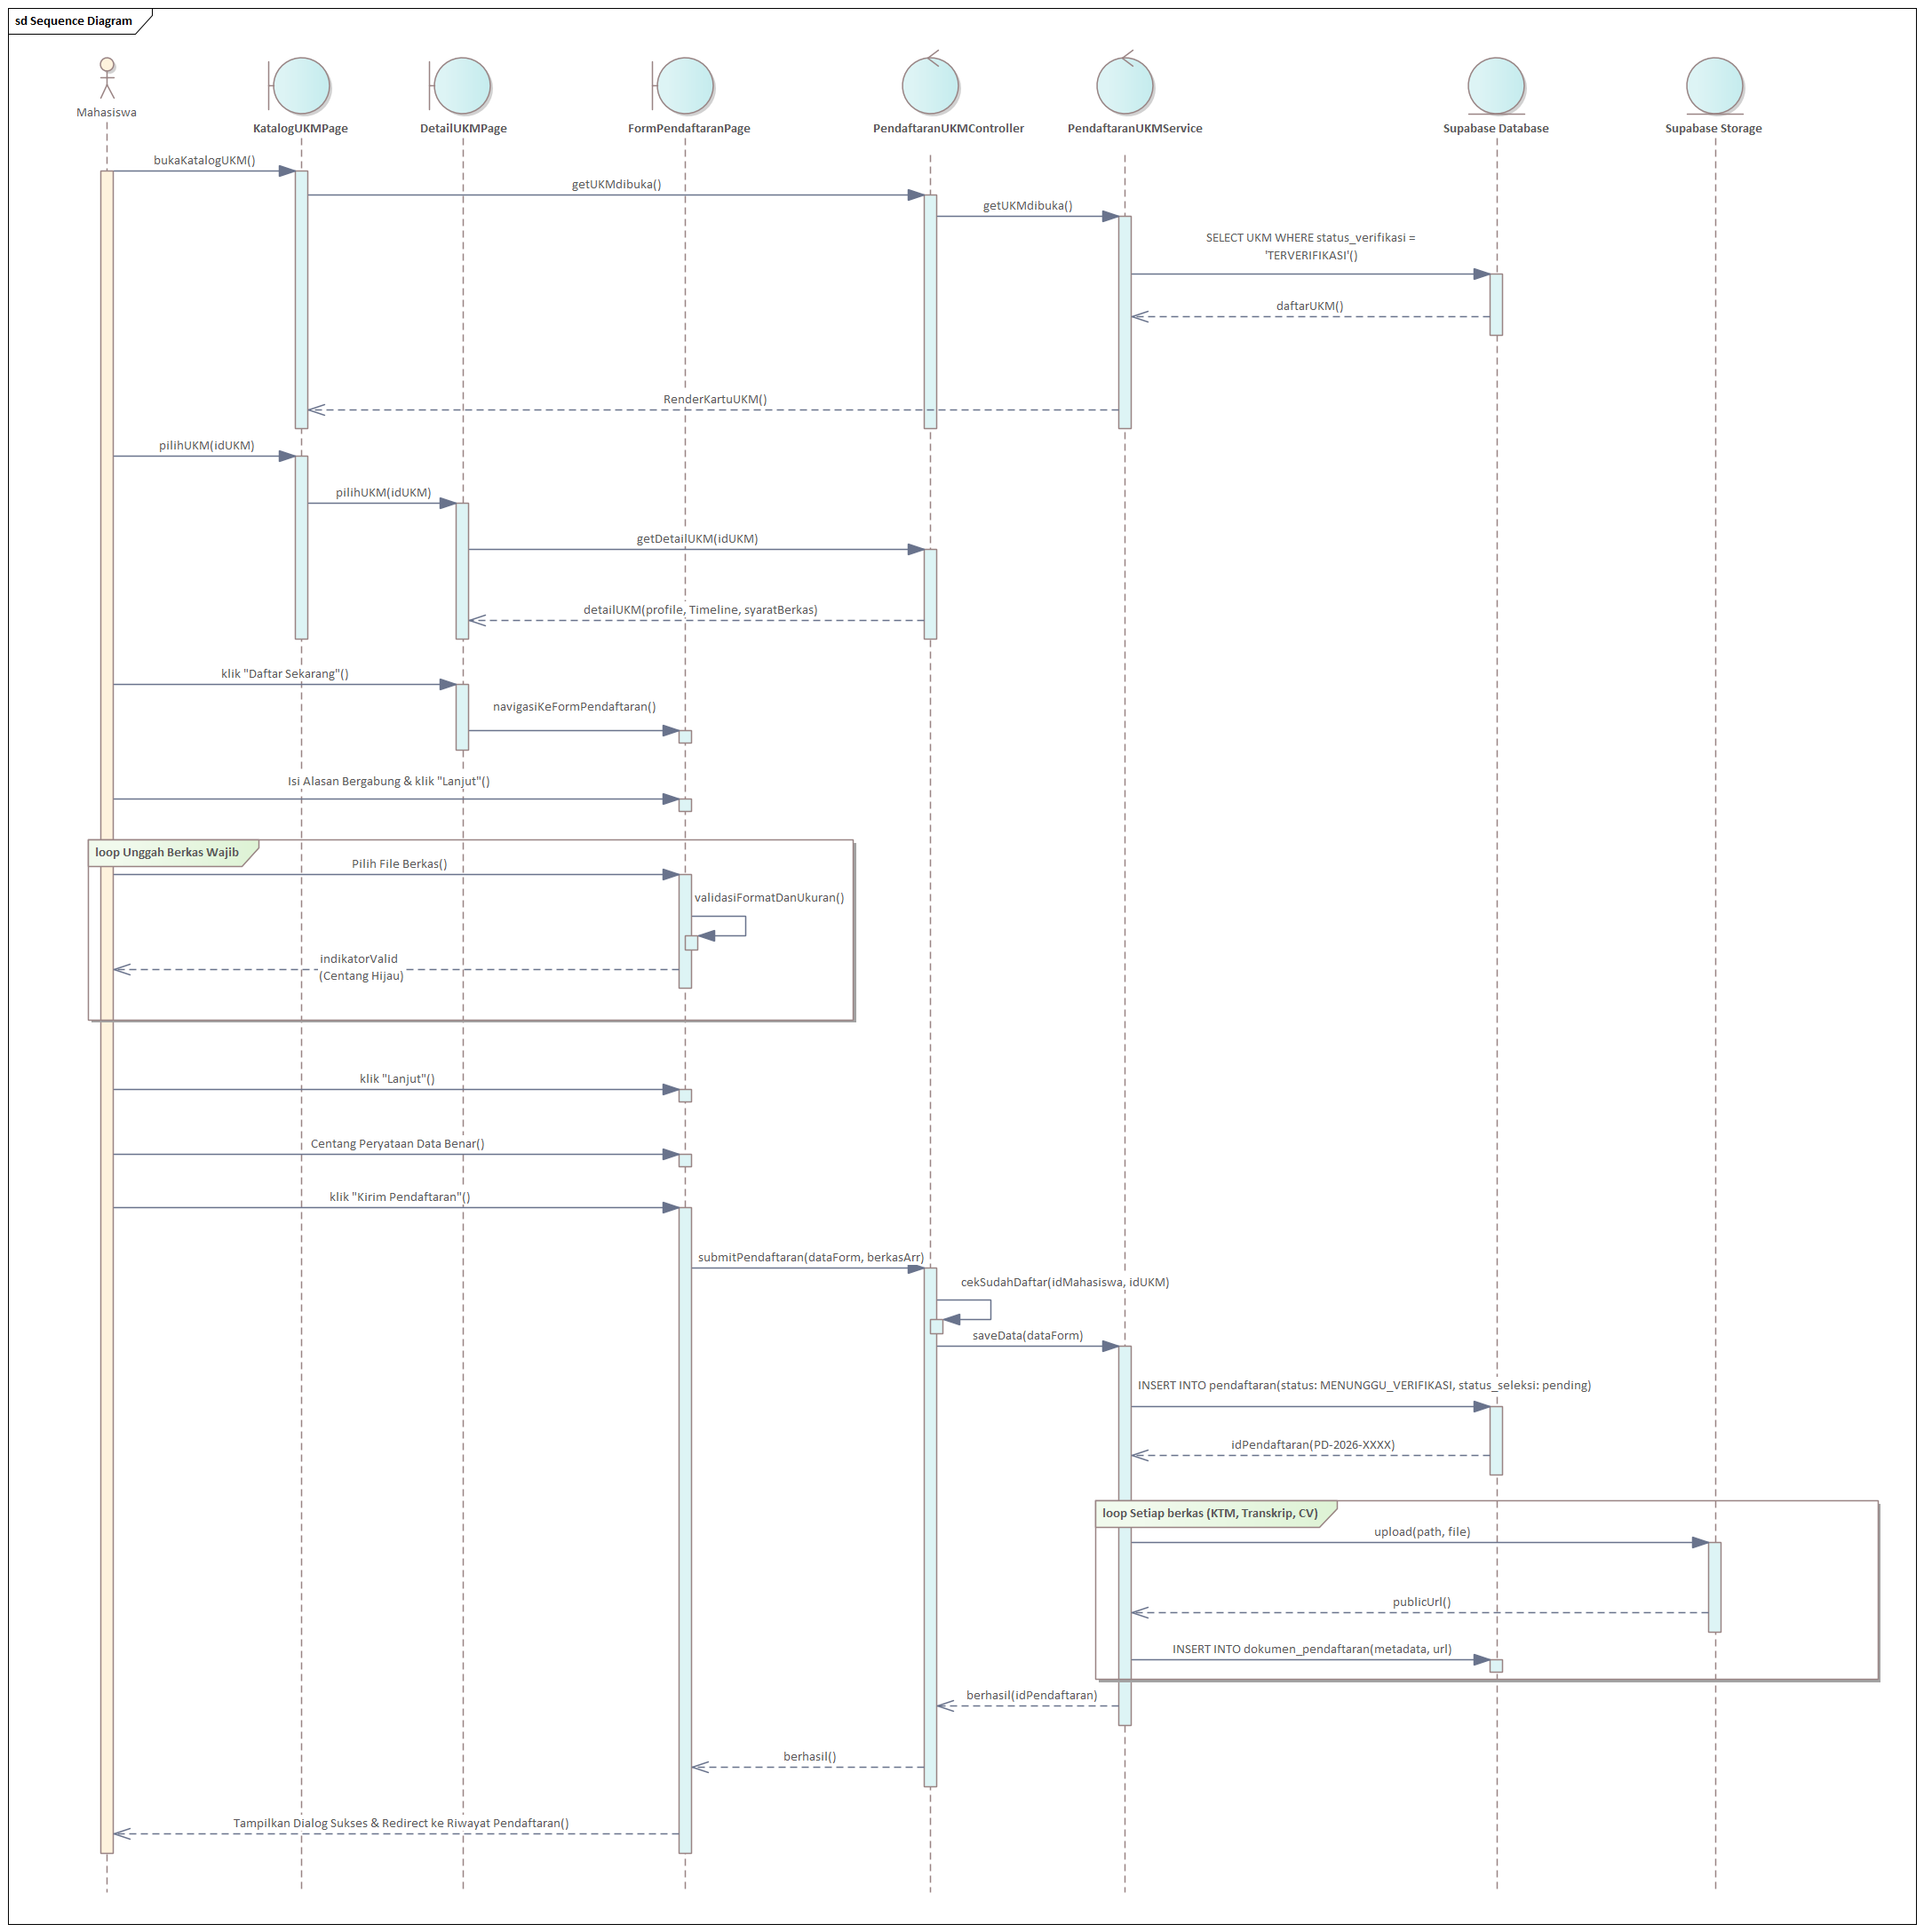 sd Sequence Diagram
Mahasiswa
KatalogUKMPage
DetailUKMPage
FormPendaftaranPage
PendaftaranUKMController
PendaftaranUKMService
Supabase Database
Supabase Storage
bukaKatalogUKM()
getUKMdibuka()
getUKMdibuka()
SELECT UKM WHERE status_verifikasi =
'TERVERIFIKASI'()
daftarUKM()
RenderKartuUKM()
pilihUKM(idUKM)
pilihUKM(idUKM)
getDetailUKM(idUKM)
detailUKM(profile, Timeline, syaratBerkas)
klik "Daftar Sekarang"()
navigasiKeFormPendaftaran()
Isi Alasan Bergabung & klik "Lanjut"()
loop Unggah Berkas Wajib
Pilih File Berkas()
validasiFormatDanUkuran()
indikatorValid
(Centang Hijau)
klik "Lanjut"()
Centang Peryataan Data Benar()
klik "Kirim Pendaftaran"()
submitPendaftaran(dataForm, berkasArr)
cekSudahDaftar(idMahasiswa, idUKM)
saveData(dataForm)
INSERT INTO pendaftaran(status: MENUNGGU_VERIFIKASI, status_seleksi: pending)
idPendaftaran(PD-2026-XXXX)
loop Setiap berkas (KTM, Transkrip, CV)
upload(path, file)
publicUrl()
INSERT INTO dokumen_pendaftaran(metadata, url)
berhasil(idPendaftaran)
berhasil()
Tampilkan Dialog Sukses & Redirect ke Riwayat Pendaftaran()